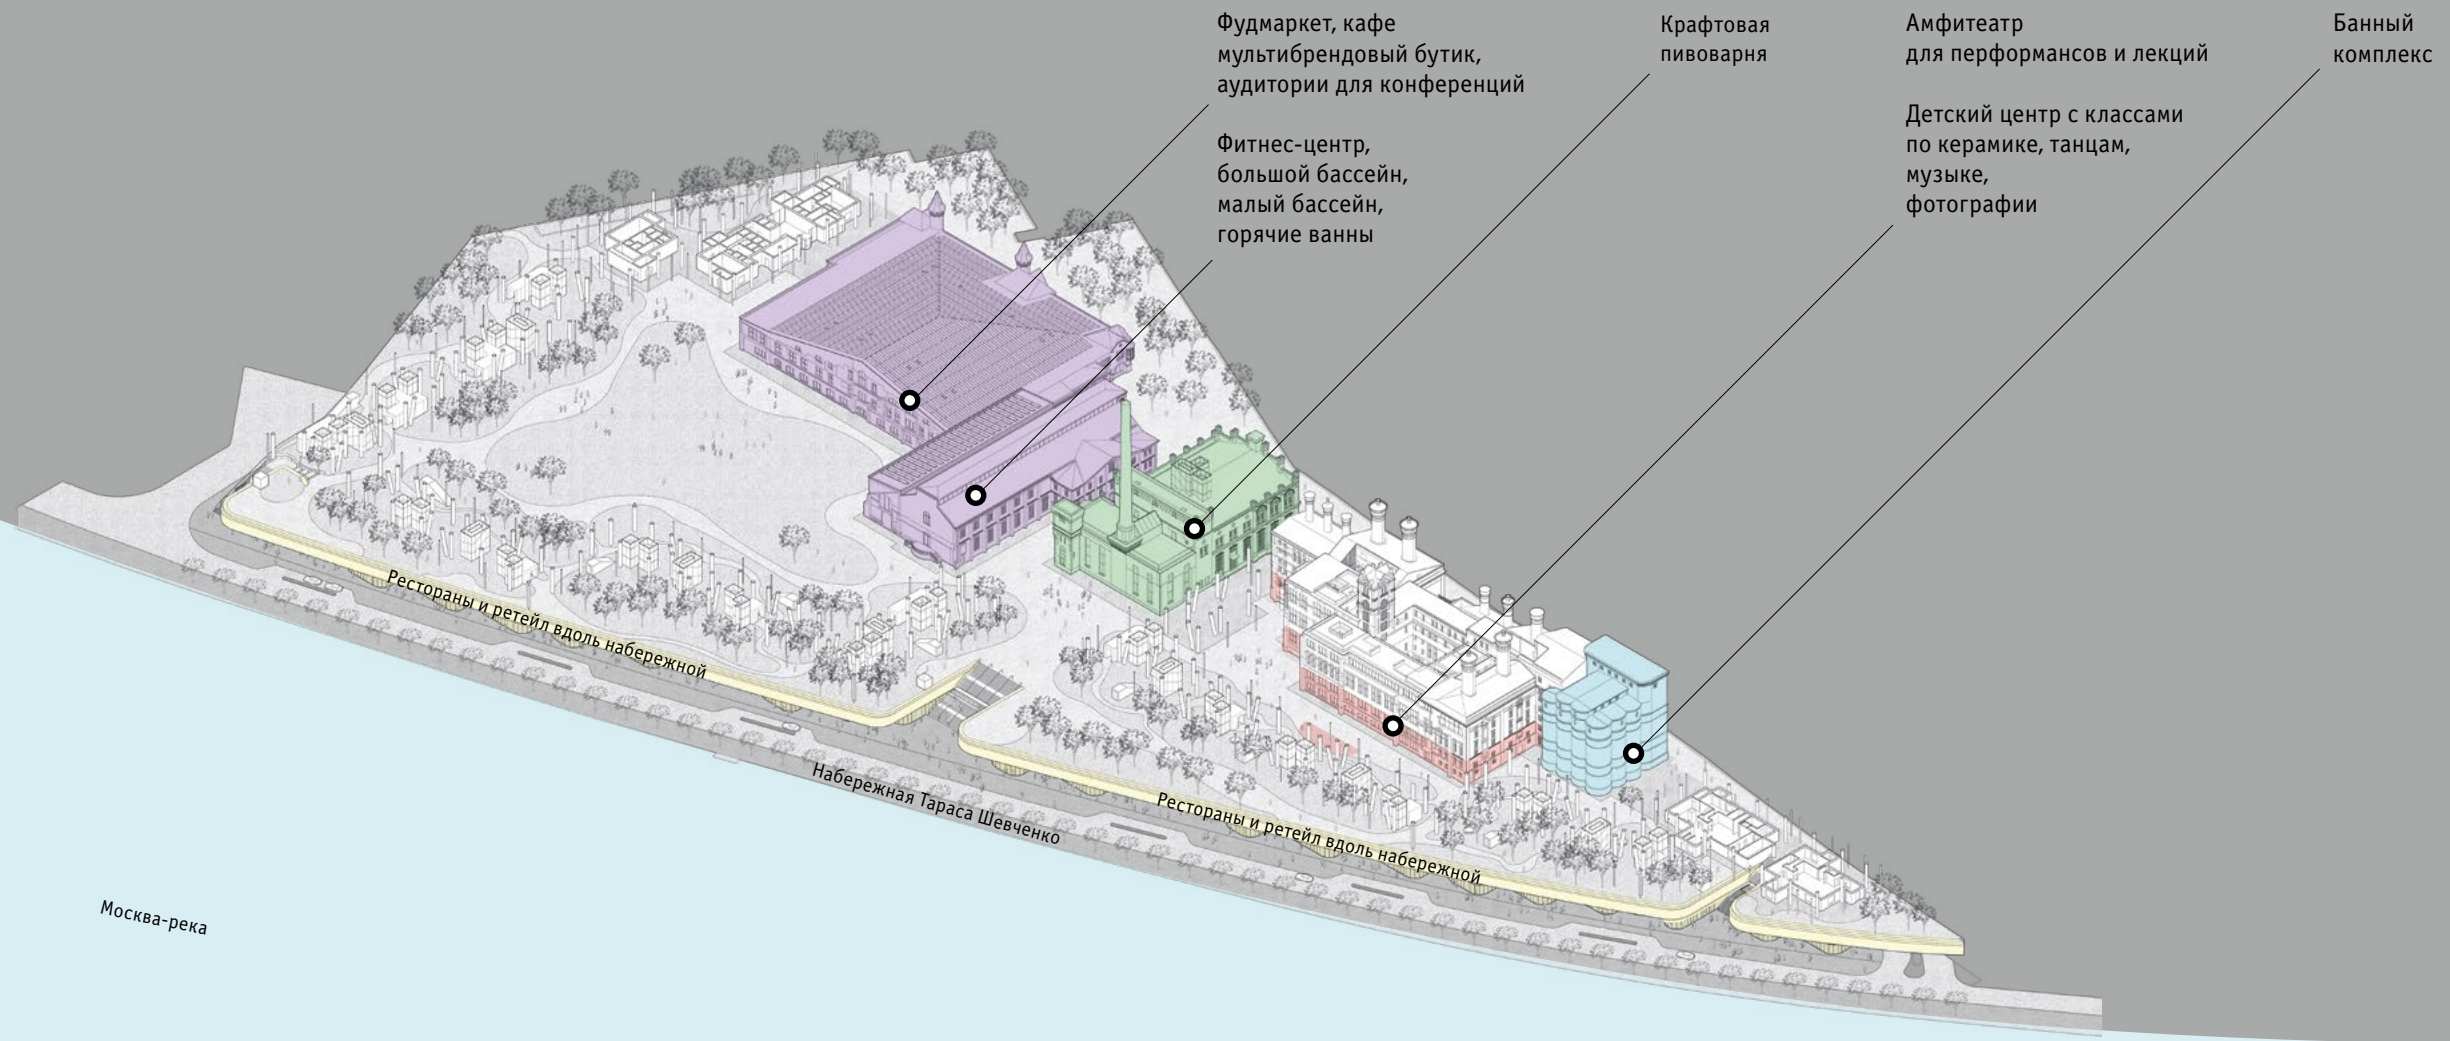 Фудмаркет, кафе
мультибрендовый бутик,
аудитории для конференций
Фитнес-центр,
большой бассейн,
малый бассейн,
горячие ванны
Крафтовая
пивоварня
Амфитеатр
для перформансов и лекций
Детский центр с классами
по керамике, танцам,
музыке,
фотографии
Банный
комплекс
Рестораны и ретейл вдоль набережной
Набережная Тараса Шевченко
Рестораны и ретейл вдоль набережной
Москва-река